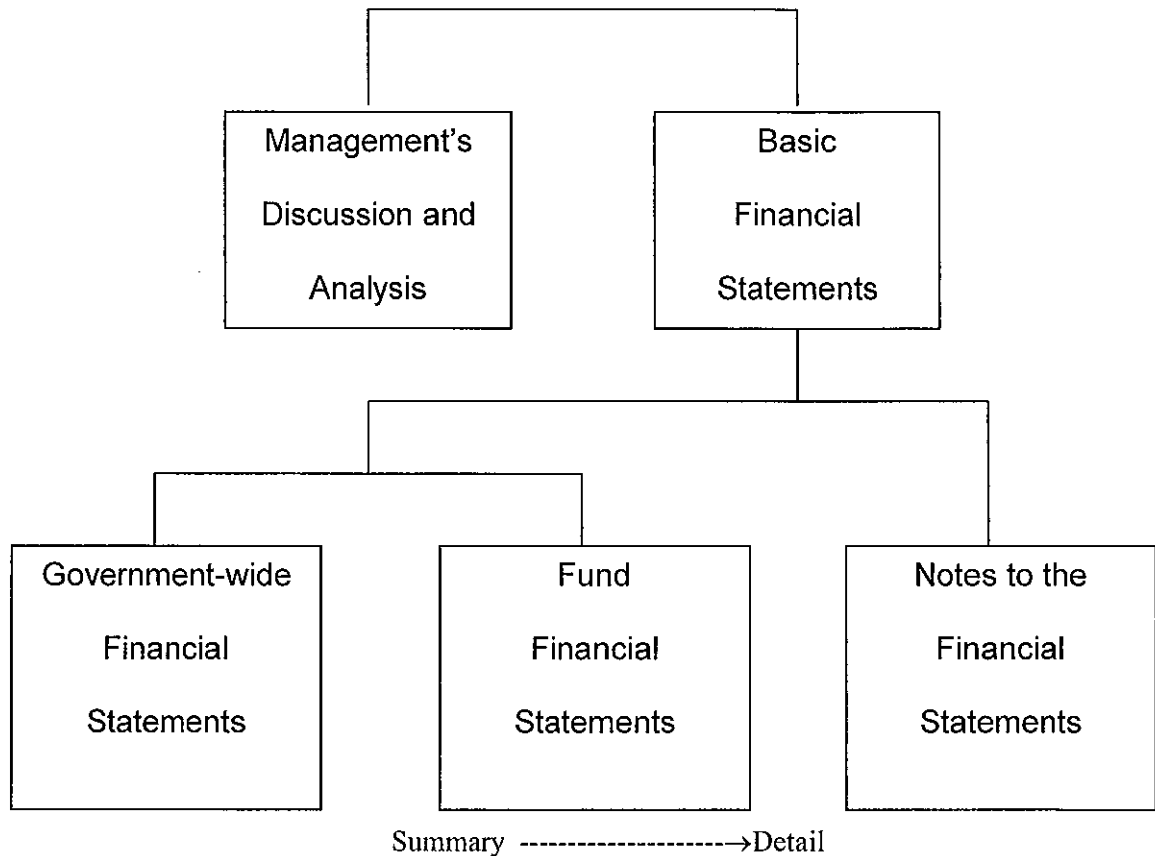 Management's
Discussion and
Analysis
Basic
Financial
Statements
Government-wide
Financial
Statements
Fund
Financial
Statements
Notes to the
Financial
Statements
Summary --------------------→Detail